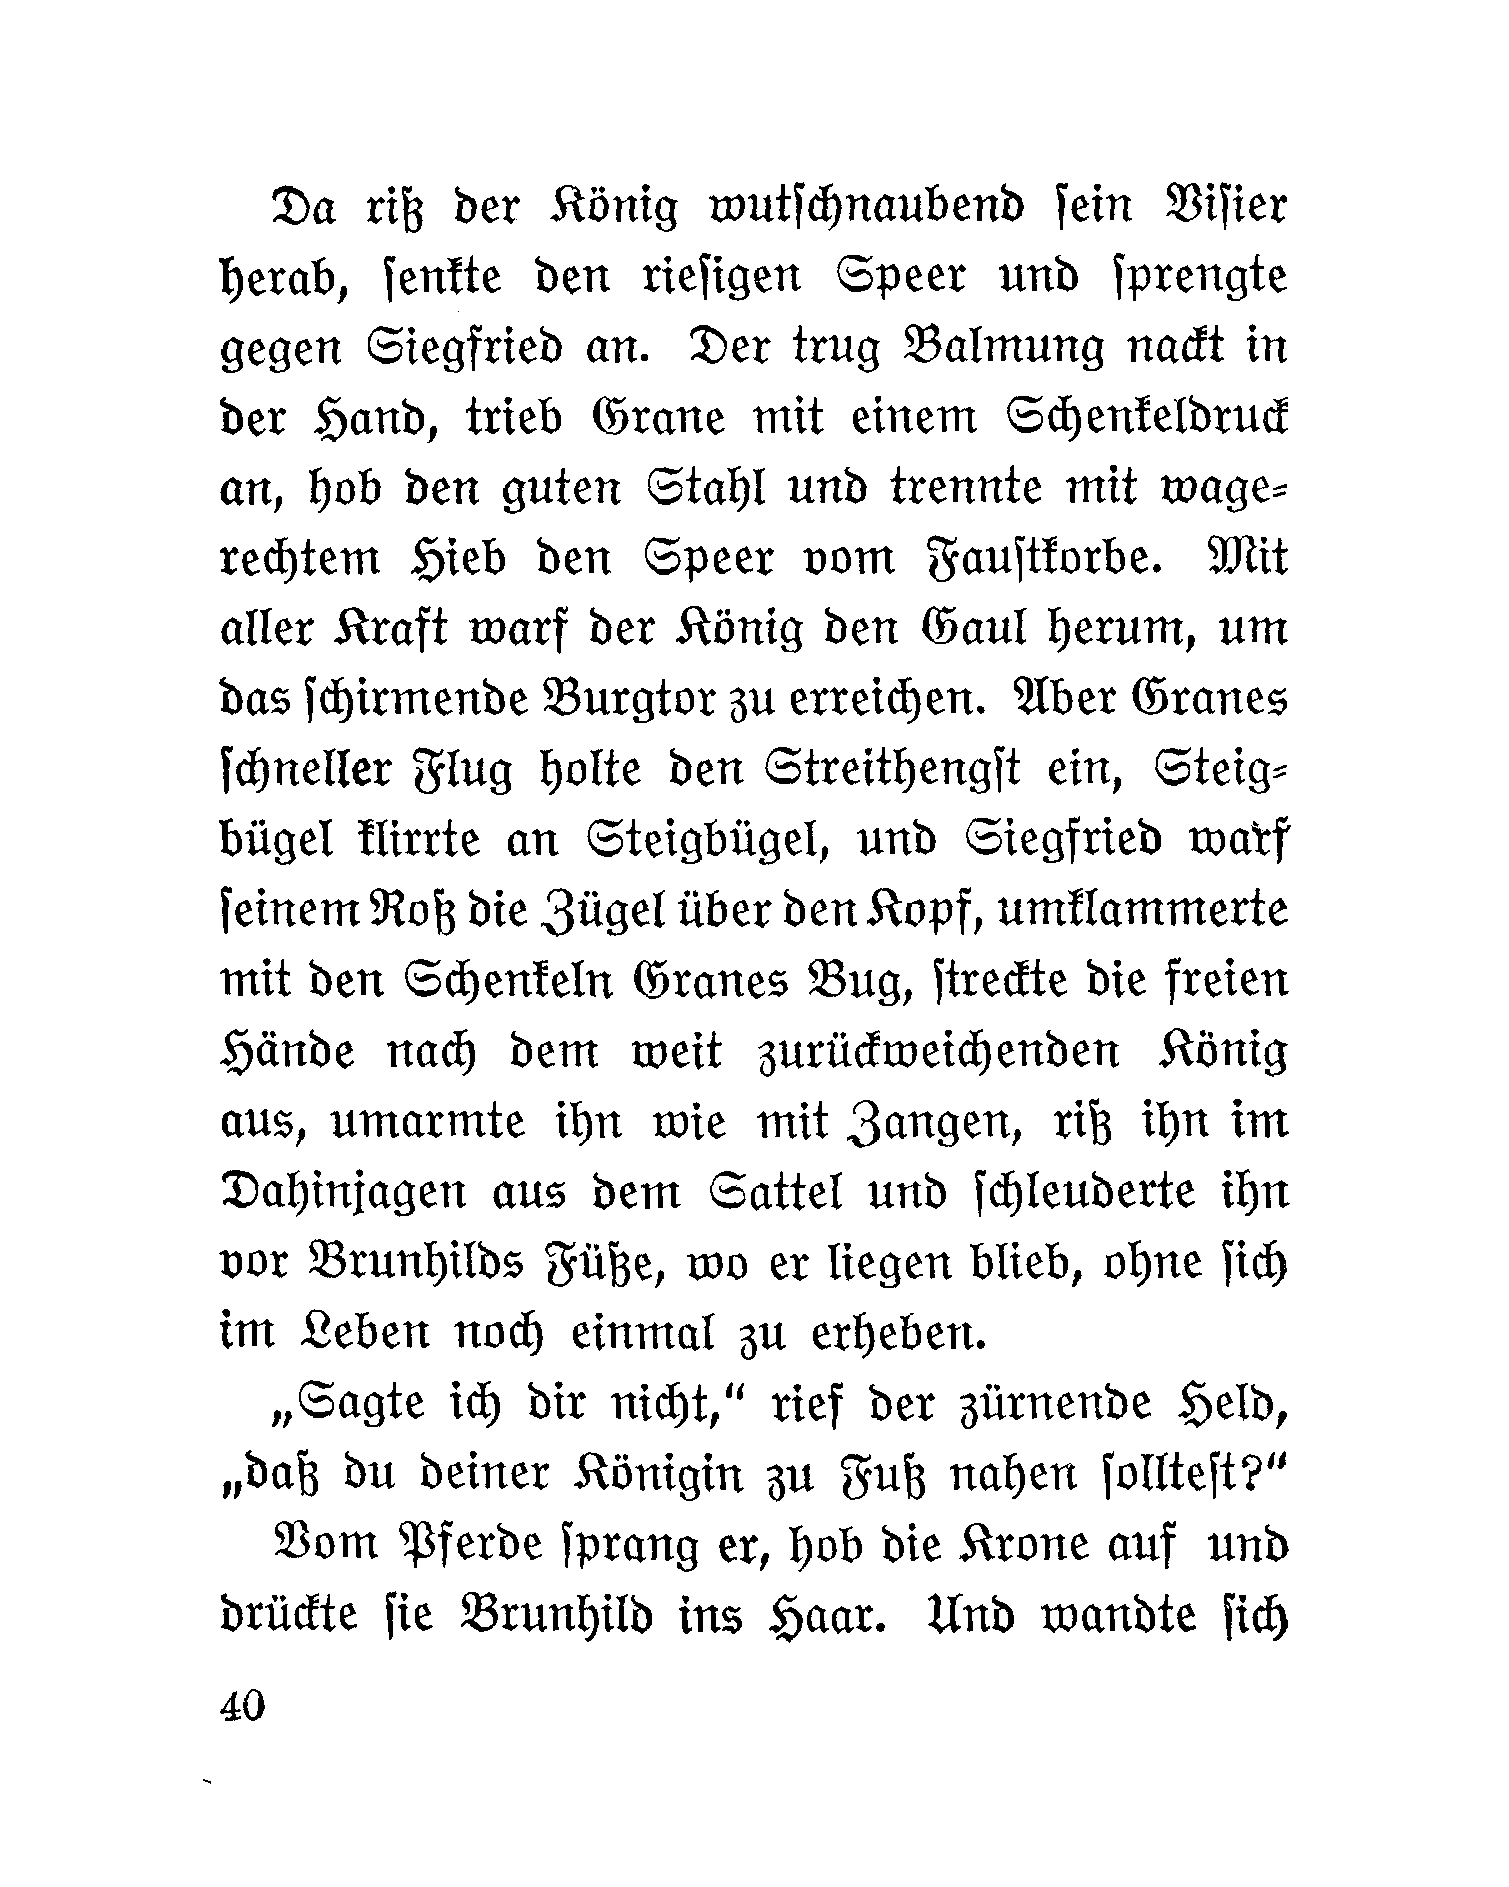 Da riß der König wutſchnaubend ſein Viſier
herab, ſenkte den rieſigen Speer und ſprengte
gegen Siegfried an. Der trug Balmung nackt in
der Hand, trieb Grane mit einem Schenkeldruck
an, hob den guten Stahl und trennte mit wage⸗
rechtem Hieb den Speer vom Fauſtkorbe. Mit
aller Kraft warf der König den Gaul herum, um
das ſchirmende Burgtor zu erreichen. Aber Granes
ſchneller Flug holte den Streithengſt ein, Steig⸗
bügel klirrte an Steigbügel, und Siegfried warf
ſeinem Roß die Zügel über den Kopf, umklammerte
mit den Schenkeln Granes Bug, ſtreckte die freien
Hände nach dem weit zurückweichenden König
aus, umarmte ihn wie mit Zangen, riß ihn im
Dahinjagen aus dem Sattel und ſchleuderte ihn
vor Brunhilds Füße, wo er liegen blieb, ohne ſich
im Leben noch einmal zu erheben.
„Sagte ich dir nicht,“ rief der zürnende Held,
„daß du deiner Königin zu Fuß nahen ſollteſt?“
Vom Pferde ſprang er, hob die Krone auf und
drückte ſie Brunhild ins Haar. Und wandte ſich
40